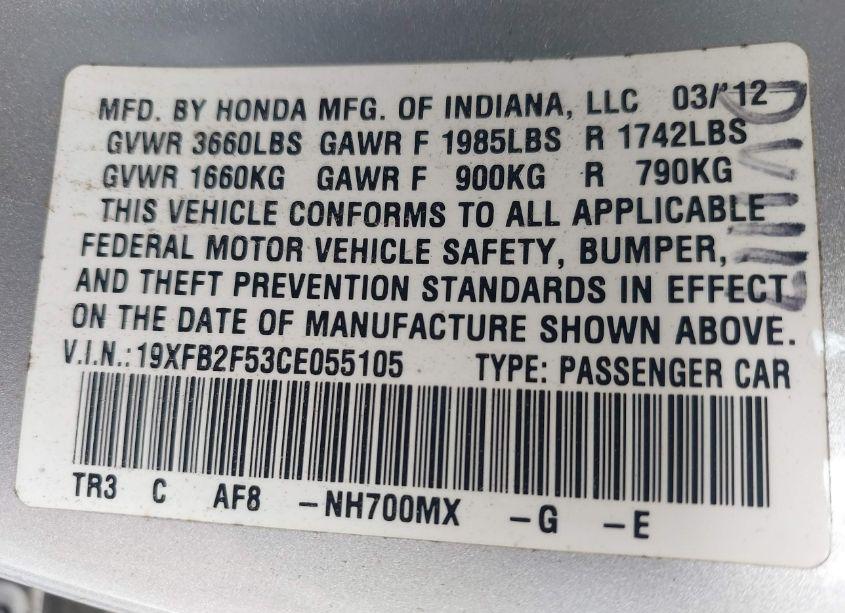 MFD. BY HONDA MFG. OF INDIANA, LLC 03/'12
GVWR 3660LBS GAWR F 1985LBS R 1742LBS
GVWR 1660KG GAWR F 900KG R 790KG
THIS VEHICLE CONFORMS TO ALL APPLICABLE
FEDERAL MOTOR VEHICLE SAFETY, BUMPER,
AND THEFT PREVENTION STANDARDS IN EFFECT
ON THE DATE OF MANUFACTURE SHOWN ABOVE.
V.I.N.: 19XFB2F53CE055105 TYPE: PASSENGER CAR
TR3 C AF8 -NH700MX -G -E